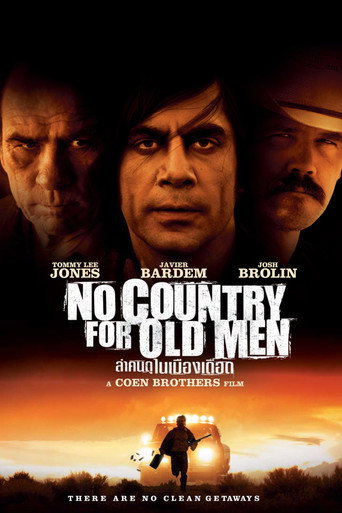 TOMMY LEE JONES
JAVIER BARDEM
JOSH BROLIN
NO COUNTRY
FOR OLD MEN
ล่าคนดุในเมืองเดือด
A COEN BROTHERS FILM
THERE ARE NO CLEAN GETAWAYS